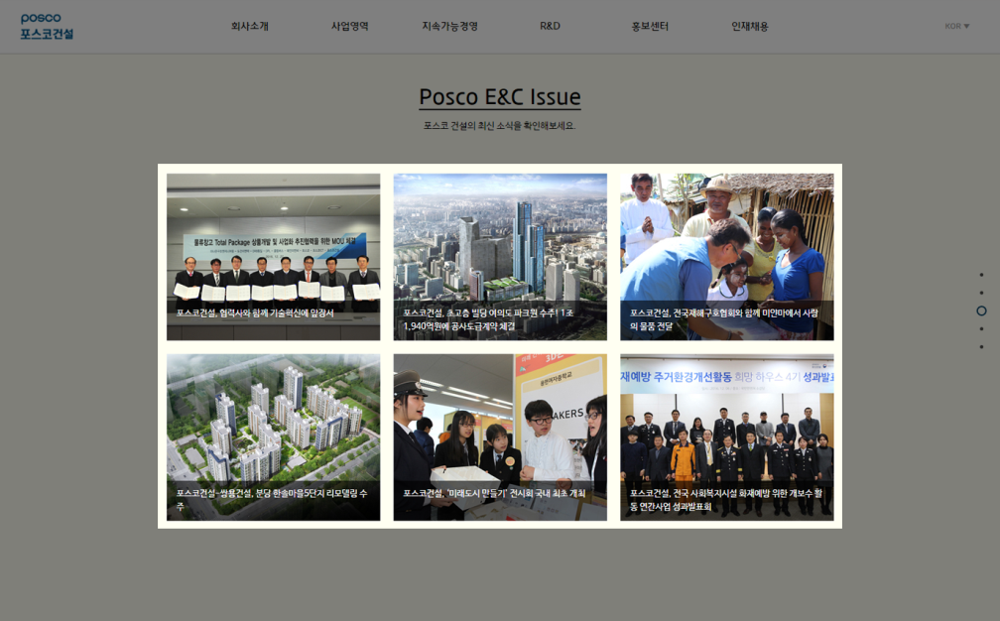 posco
포스코건설
회사소개
사업영역
지속가능경영
R&D
홍보센터
인재채용
KOR ▼
Posco E&C Issue
포스코 건설의 최신 소식을 확인해보세요.
물류창고 Total Package 상품개발 및 사업화 추진협력을 위한 MOU 체결
포스코건설, 협력사와 함께 기술혁신에 앞장서
포스코건설, 초고층 빌딩 여의도 파크원 수주! 1조
1,940억원에 공사도급계약 체결
포스코건설, 전국재해구호협회와 함께 미얀마에서 사랑
의 물품 전달
포스코건설-쌍용건설, 분당 한솔마을5단지 리모델링 수
주
AKERS
포스코건설, '미래도시 만들기' 전시회 국내 최초 개최
재예방 주거환경개선활동 희망 하우스 4기 성과발표
포스코건설, 전국 사회복지시설 화재예방 위한 개보수 활
동 연간사업 성과발표회